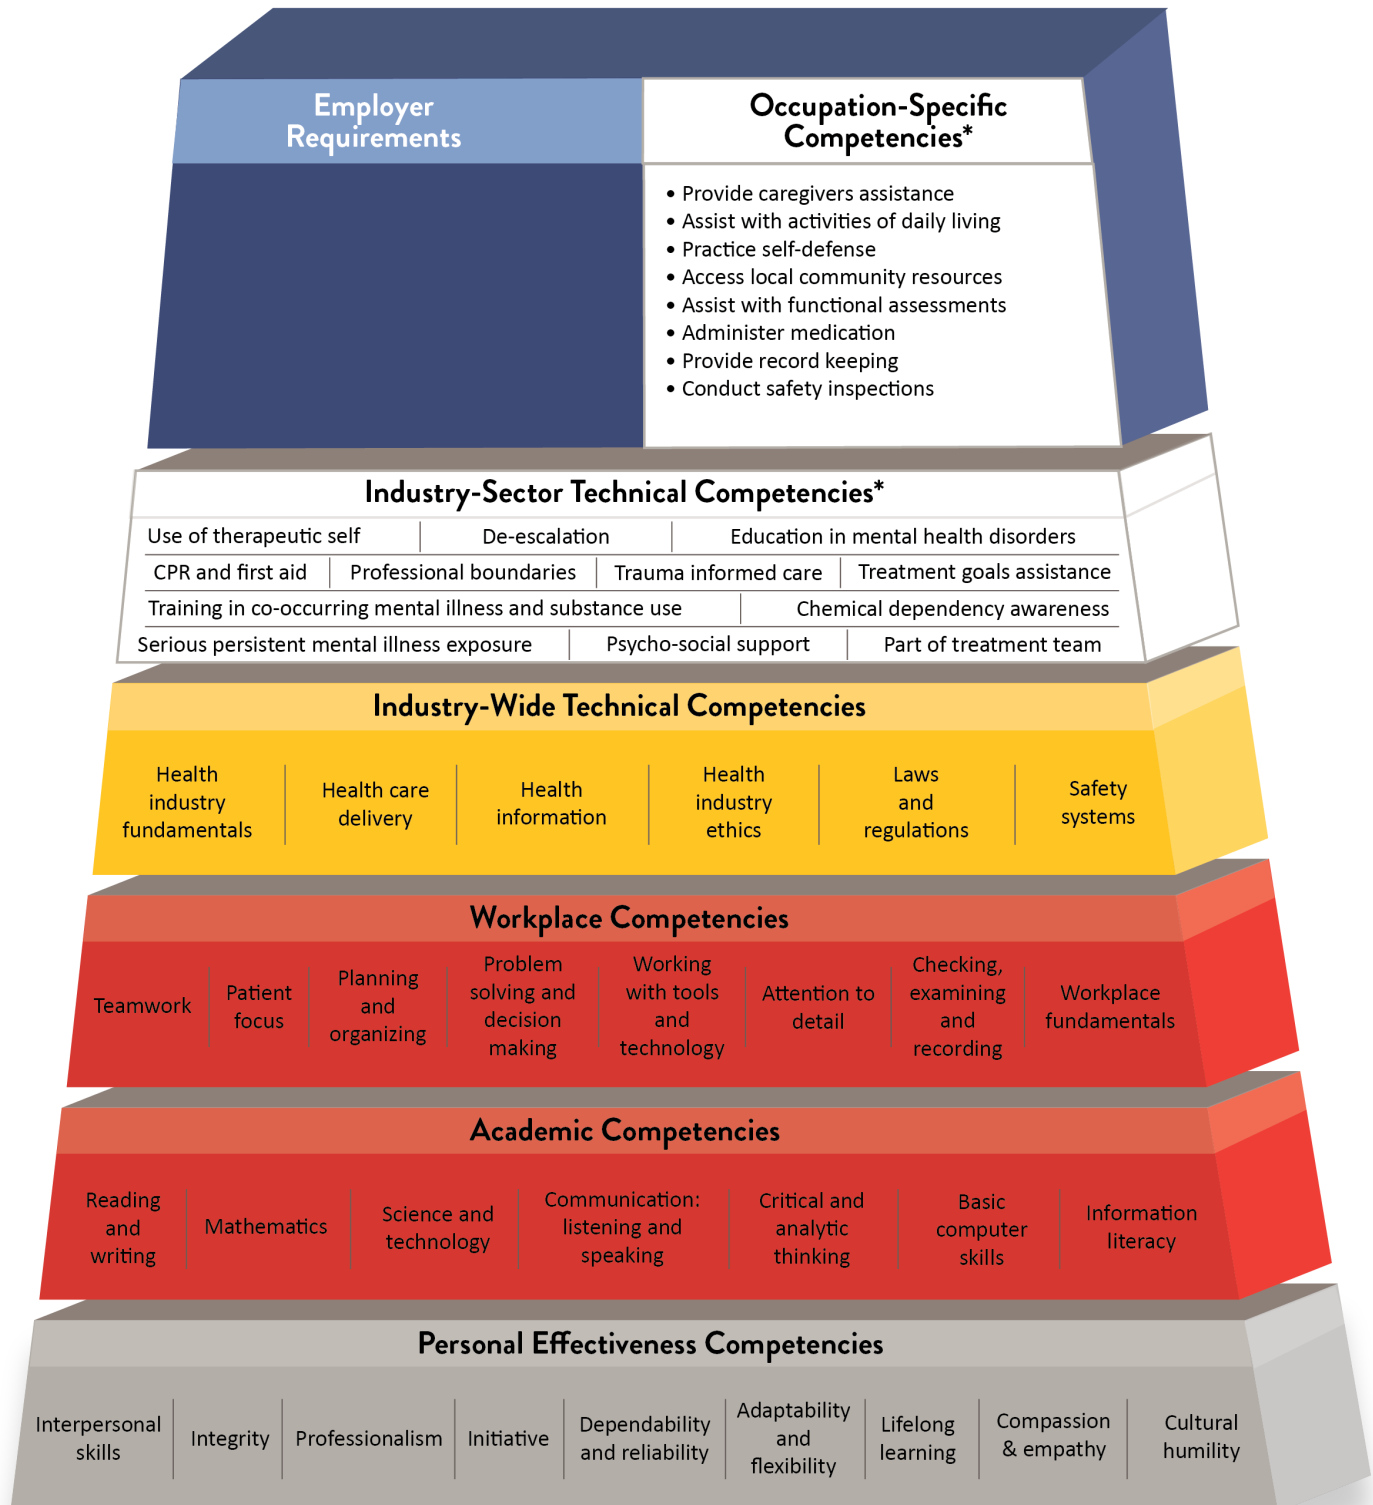 Employer
Requirements
Occupation-Specific
Competencies*
• Provide caregivers assistance
• Assist with activities of daily living
• Practice self-defense
• Access local community resources
• Assist with functional assessments
• Administer medication
• Provide record keeping
• Conduct safety inspections
Industry-Sector Technical Competencies*
Use of therapeutic self
De-escalation
Education in mental health disorders
CPR and first aid
Professional boundaries
Trauma informed care
Treatment goals assistance
Training in co-occurring mental illness and substance use
Chemical dependency awareness
Serious persistent mental illness exposure
Psycho-social support
Part of treatment team
Industry-Wide Technical Competencies
Health
industry
fundamentals
Health care
delivery
Health
information
Health
industry
ethics
Laws
and
regulations
Safety
systems
Workplace Competencies
Teamwork
Patient
focus
Planning
and
organizing
Problem
solving and
decision
making
Working
with tools
and
technology
Attention to
detail
Checking,
examining
and
recording
Workplace
fundamentals
Academic Competencies
Reading
and
writing
Mathematics
Science and
technology
Communication:
listening and
speaking
Critical and
analytic
thinking
Basic
computer
skills
Information
literacy
Personal Effectiveness Competencies
Interpersonal
skills
Integrity
Professionalism
Initiative
Dependability
and reliability
Adaptability
and
flexibility
Lifelong
learning
Compassion
& empathy
Cultural
humility